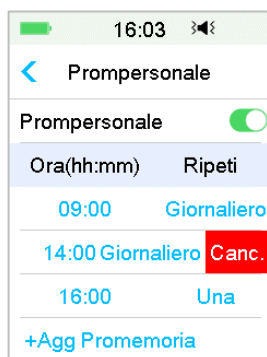 16:03
Prompersonale
Prompersonale
Ora(hh:mm) Ripeti
09:00 Giornaliero
14:00 Giornaliero Canc.
16:00 Una
+Agg Promemoria